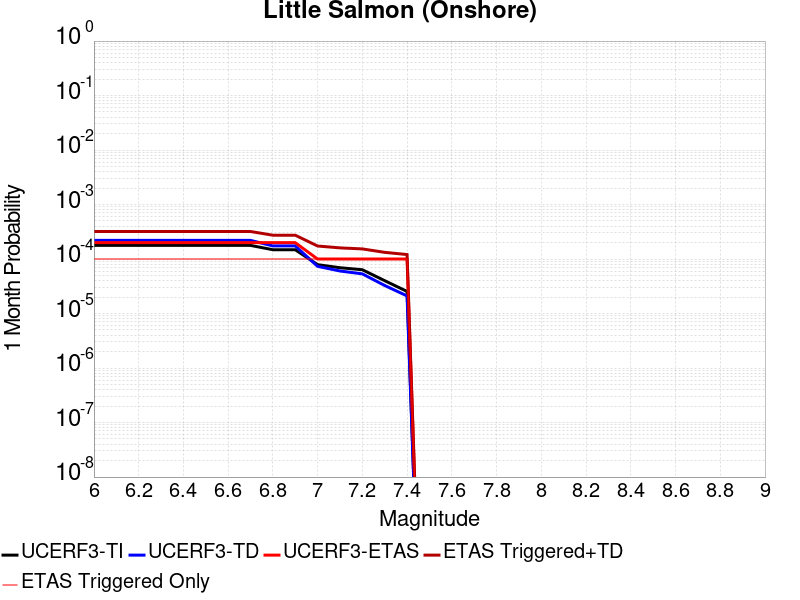 Little Salmon (Onshore)
10^0
10^-1
10^-2
10^-3
10^-4
10^-5
10^-6
10^-7
10^-8
1 Month Probability
6 6.2 6.4 6.6 6.8 7 7.2 7.4 7.6 7.8 8 8.2 8.4 8.6 8.8 9
Magnitude
UCERF3-TI UCERF3-TD UCERF3-ETAS ETAS Triggered+TD
ETAS Triggered Only